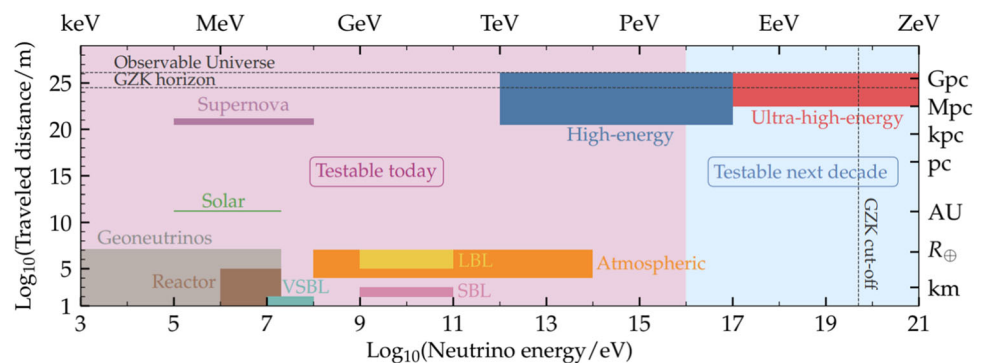 keV MeV GeV TeV PeV EeV ZeV
Log10(Traveled distance/m)
25
20
15
10
5
1
Observable Universe
GZK horizon
Supernova
High-energy
Ultra-high-energy
Testable today
Testable next decade
Solar
Geoneutrinos
Reactor
VSBL
LBL
SBL
Atmospheric
GZK cut-off
Gpc
Mpc
kpc
pc
AU
R⊕
km
3 5 7 9 11 13 15 17 19 21
Log10(Neutrino energy/eV)